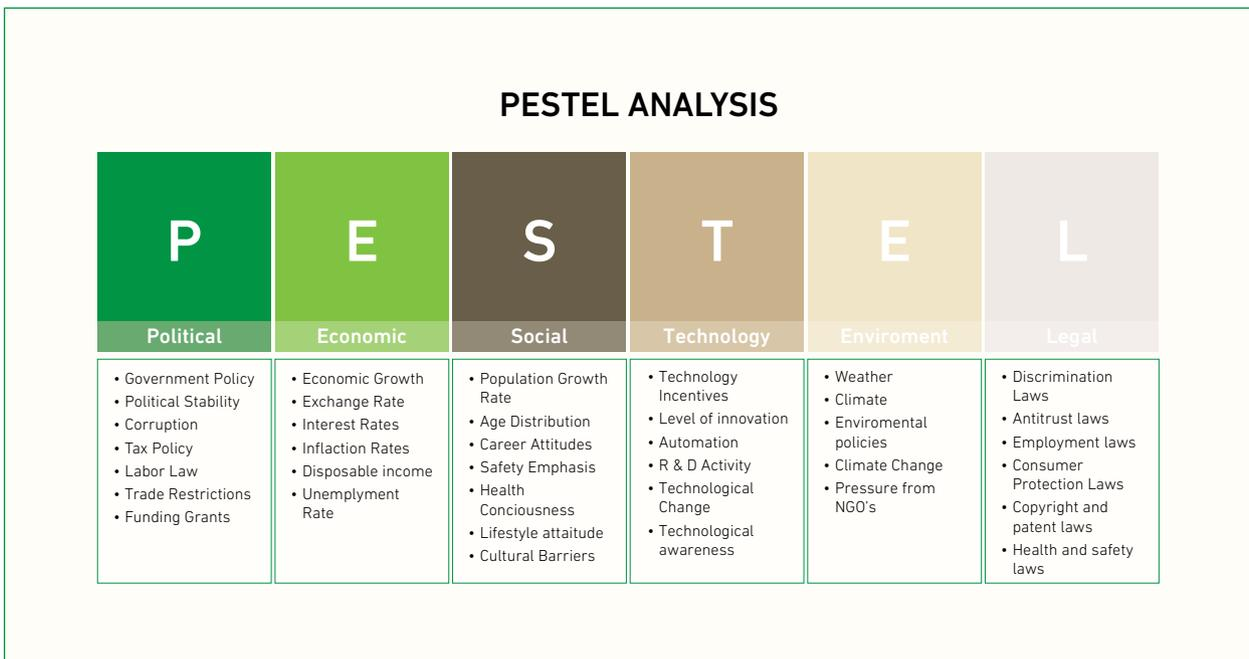 PESTEL ANALYSIS
P
E
S
T
E
L
Political
Economic
Social
Technology
Enviroment
Legal
• Government Policy
• Political Stability
• Corruption
• Tax Policy
• Labor Law
• Trade Restrictions
• Funding Grants
• Economic Growth
• Exchange Rate
• Interest Rates
• Inflaction Rates
• Disposable income
• Unemplyment
Rate
• Population Growth
Rate
• Age Distribution
• Career Attitudes
• Safety Emphasis
• Health
Conciousness
• Lifestyle attaitude
• Cultural Barriers
• Technology
Incentives
• Level of innovation
• Automation
• R & D Activity
• Technological
Change
• Technological
awareness
• Weather
• Climate
• Enviromental
policies
• Climate Change
• Pressure from
NGO's
• Discrimination
Laws
• Antitrust laws
• Employment laws
• Consumer
Protection Laws
• Copyright and
patent laws
• Health and safety
laws